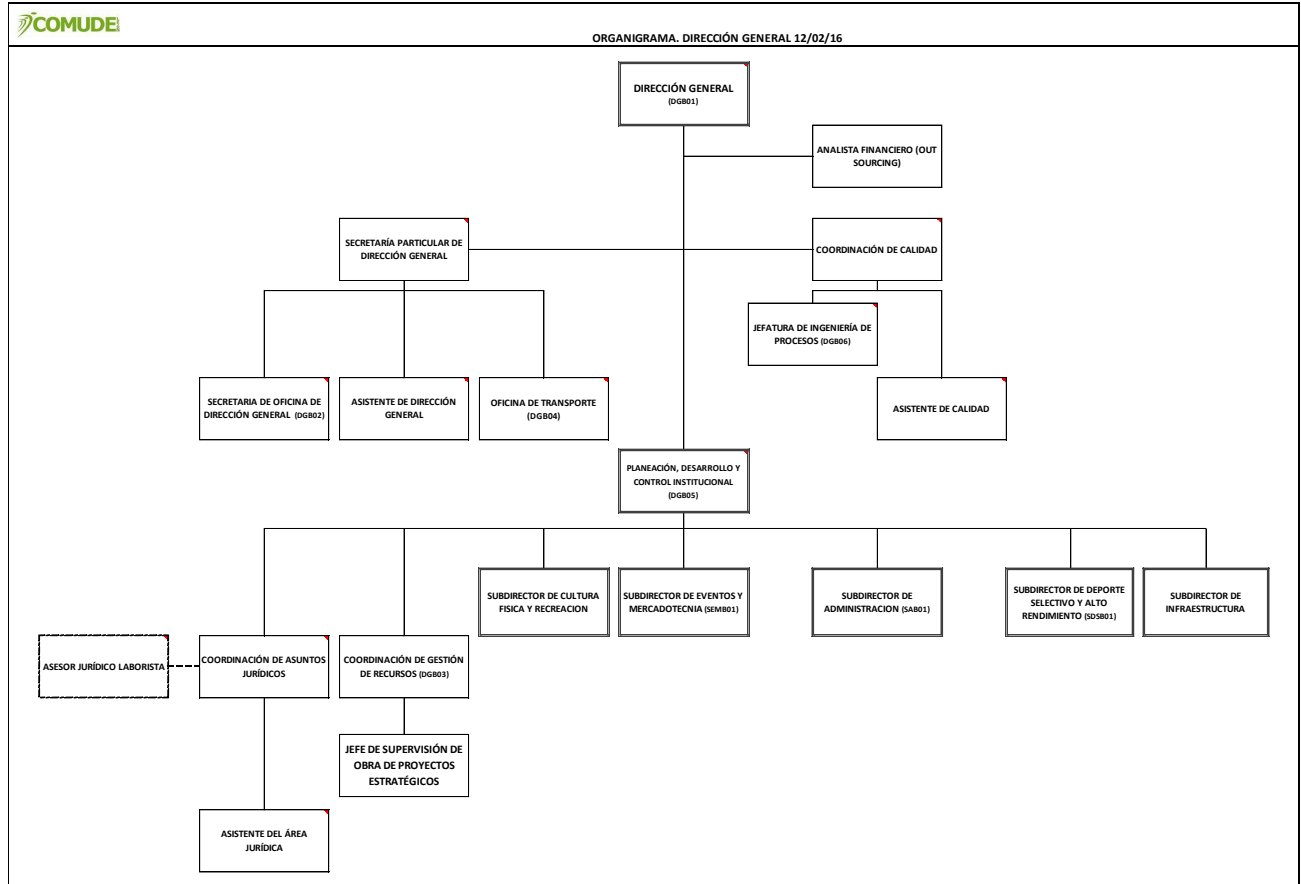 COMUDE
ORGANIGRAMA. DIRECCIÓN GENERAL 12/02/16
DIRECCIÓN GENERAL
(DGB01)
ANALISTA FINANCIERO (OUT
SOURCING)
SECRETARÍA PARTICULAR DE
DIRECCIÓN GENERAL
COORDINACIÓN DE CALIDAD
JEFATURA DE INGENIERÍA DE
PROCESOS (DGB06)
SECRETARIA DE OFICINA DE
DIRECCIÓN GENERAL (DGB02)
ASISTENTE DE DIRECCIÓN
GENERAL
OFICINA DE TRANSPORTE
(DGB04)
ASISTENTE DE CALIDAD
PLANEACIÓN, DESARROLLO Y
CONTROL INSTITUCIONAL
(DGB05)
SUBDIRECTOR DE CULTURA
FISICA Y RECREACION
SUBDIRECTOR DE EVENTOS Y
MERCADOTECNIA (SEMB01)
SUBDIRECTOR DE
ADMINISTRACION (SAB01)
SUBDIRECTOR DE DEPORTE
SELECTIVO Y ALTO
RENDIMIENTO (SDSB01)
SUBDIRECTOR DE
INFRAESTRUCTURA
ASESOR JURÍDICO LABORISTA
COORDINACIÓN DE ASUNTOS
JURÍDICOS
COORDINACIÓN DE GESTIÓN
DE RECURSOS (DGB03)
JEFE DE SUPERVISIÓN DE
OBRA DE PROYECTOS
ESTRATÉGICOS
ASISTENTE DEL ÁREA
JURÍDICA